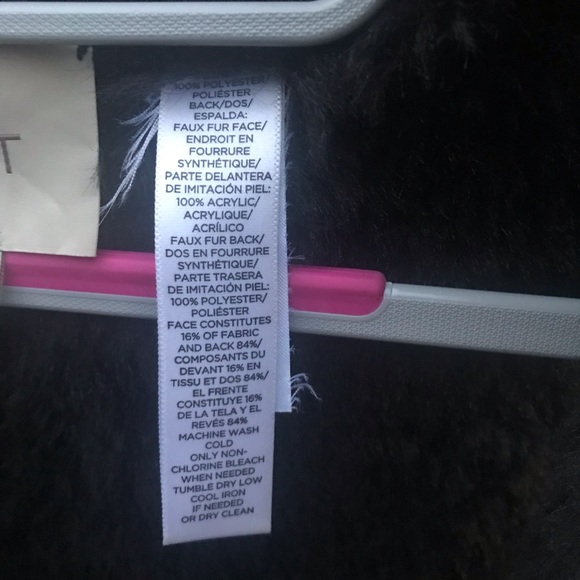 100% POLYESTER/
POLIÉSTER
BACK/DOS/
ESPALDA:
FAUX FUR FACE/
ENDROIT EN
FOURRURE
SYNTHÉTIQUE/
PARTE DELANTERA
DE IMITACIÓN PIEL:
100% ACRYLIC/
ACRYLIQUE/
ACRÍLICO
FAUX FUR BACK/
DOS EN FOURRURE
SYNTHÉTIQUE/
PARTE TRASERA
DE IMITACIÓN PIEL:
100% POLYESTER/
POLIÉSTER
FACE CONSTITUTES
16% OF FABRIC
AND BACK 84%/
COMPOSANTS DU
DEVANT 16% EN
TISSU ET DOS 84%/
EL FRENTE
CONSTITUYE 16%
DE LA TELA Y EL
REVÉS 84%
MACHINE WASH
COLD
ONLY NON-
CHLORINE BLEACH
WHEN NEEDED
TUMBLE DRY LOW
COOL IRON
IF NEEDED
OR DRY CLEAN
T